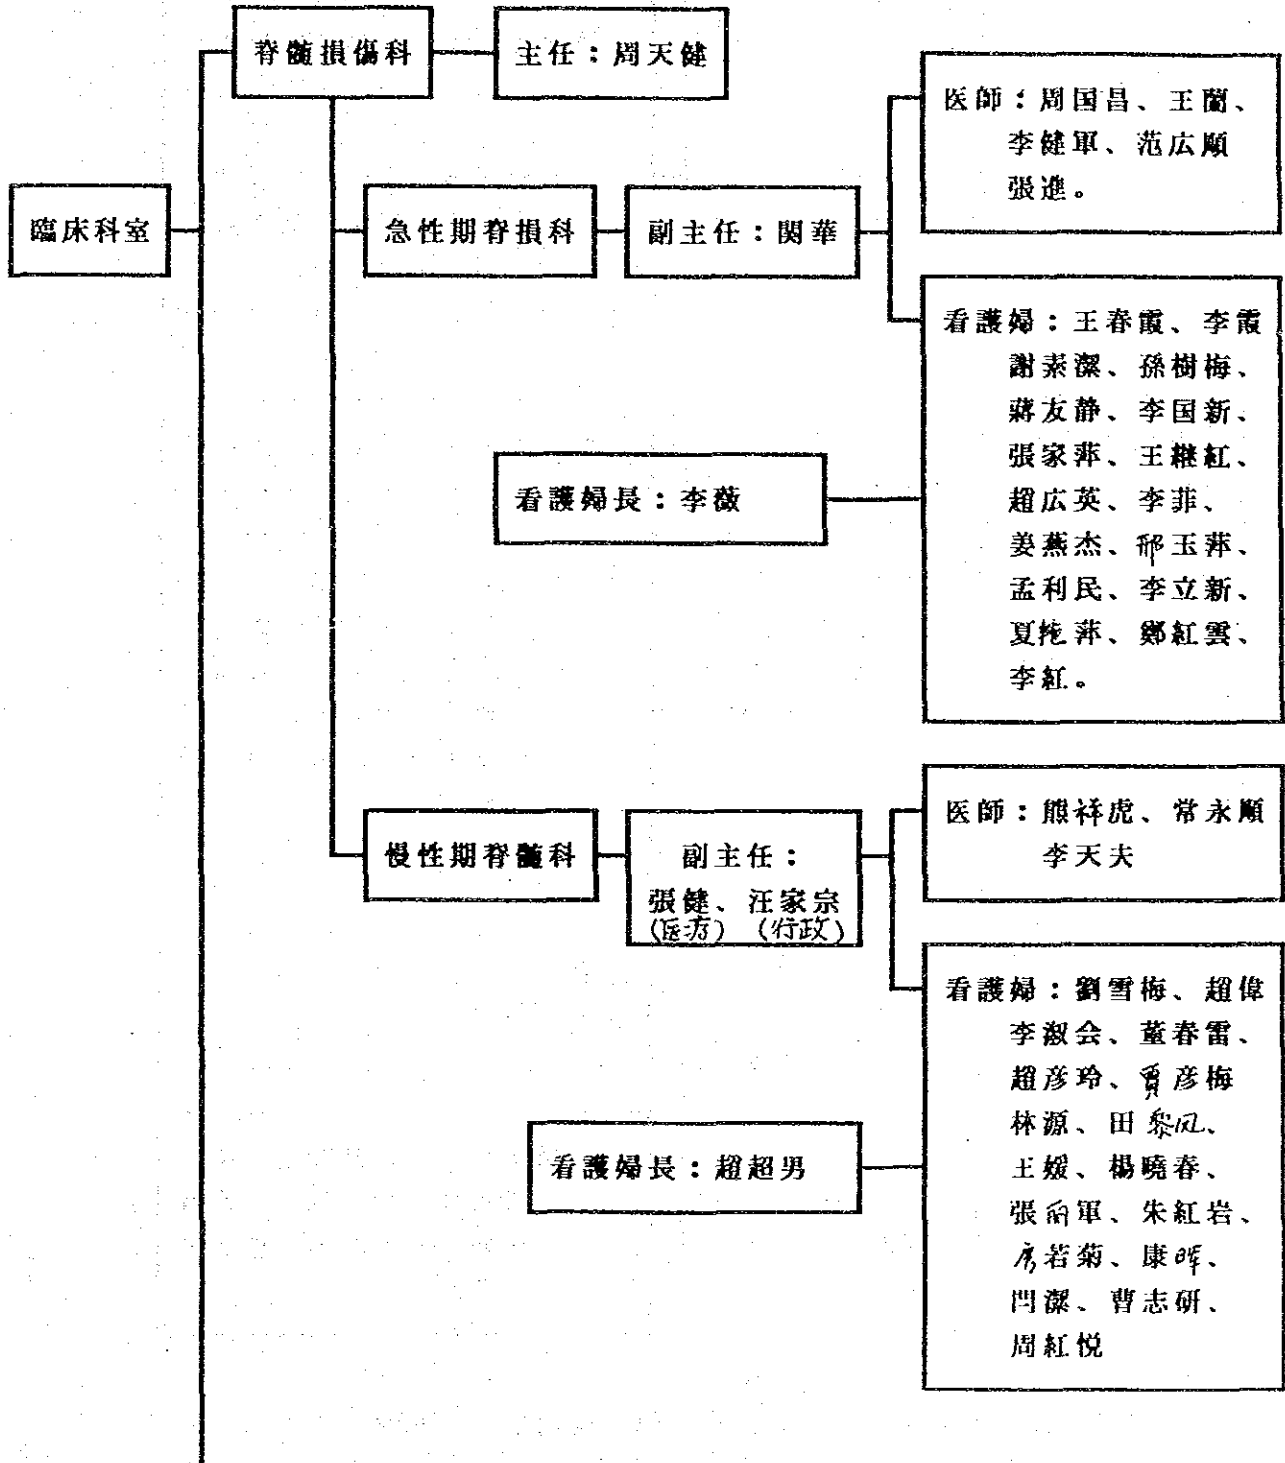 脊髄損傷科
主任：周天健
臨床科室
急性期脊損科
副主任：関華
医師：周国昌、王蘭、
李健軍、范広順
張進。
看護婦：王春霞、李霞
謝素潔、孫樹梅、
蒋友静、李国新、
張家萍、王継紅、
趙広英、李菲、
姜燕杰、邢玉萍、
孟利民、李立新、
夏艳萍、鄭紅雲、
李紅。
看護婦長：李薇
慢性期脊髄科
副主任：
張健、汪家宗
(医疗) (行政)
医師：熊祥虎、常永順
李天夫
看護婦：劉雪梅、趙偉
李淑会、董春雷、
趙彦玲、賈彦梅
林源、田黎凤、
王媛、楊曉春、
張軍、朱紅岩、
房若菊、康晖、
閆潔、曹志研、
周紅悦
看護婦長：趙超男